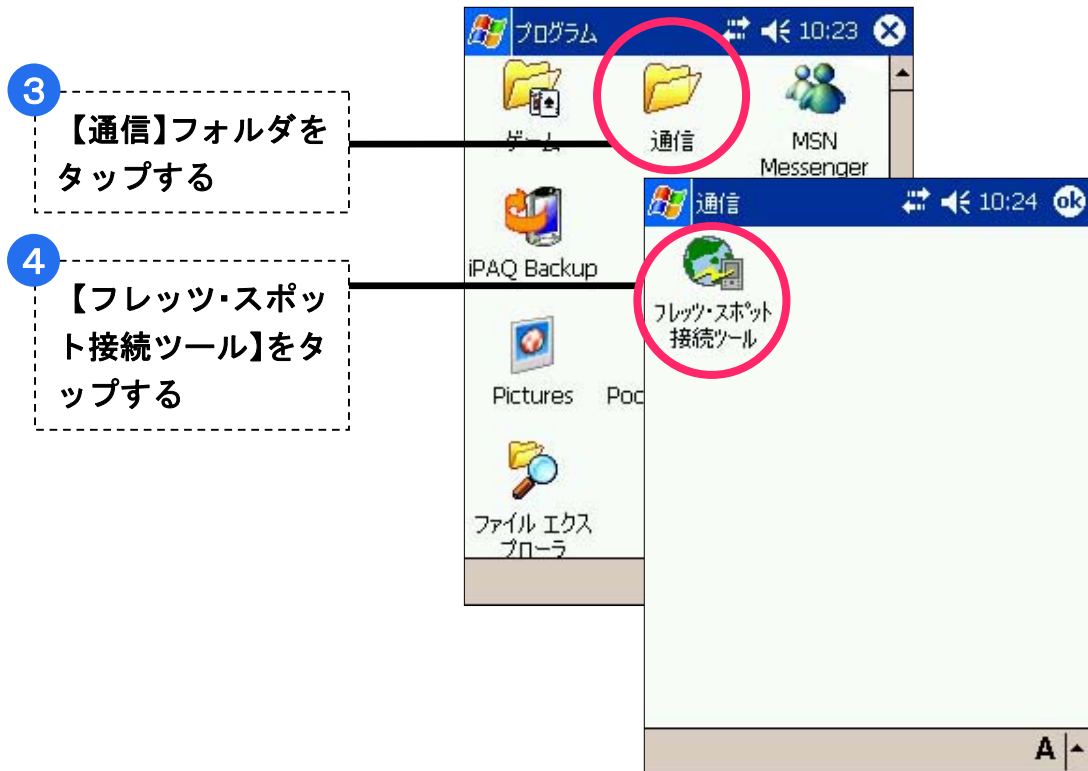 3
【通信】フォルダを
タップする
4
【フレッツ・スポッ
ト接続ツール】をタ
ップする
プログラム 10:23
ゲーム 通信 MSN
Messenger
iPAQ Backup
Pictures Poc
ファイル エクス
プローラ
通信 10:24 ok
フレッツ・スポット
接続ツール
A